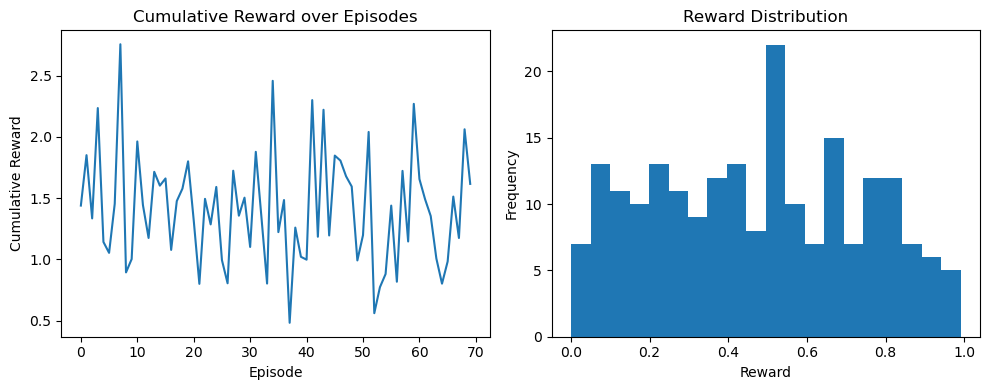 Cumulative Reward over Episodes
Cumulative Reward
2.5
2.0
1.5
1.0
0.5
0 10 20 30 40 50 60 70
Episode
Reward Distribution
Frequency
20
15
10
5
0
0.0 0.2 0.4 0.6 0.8 1.0
Reward